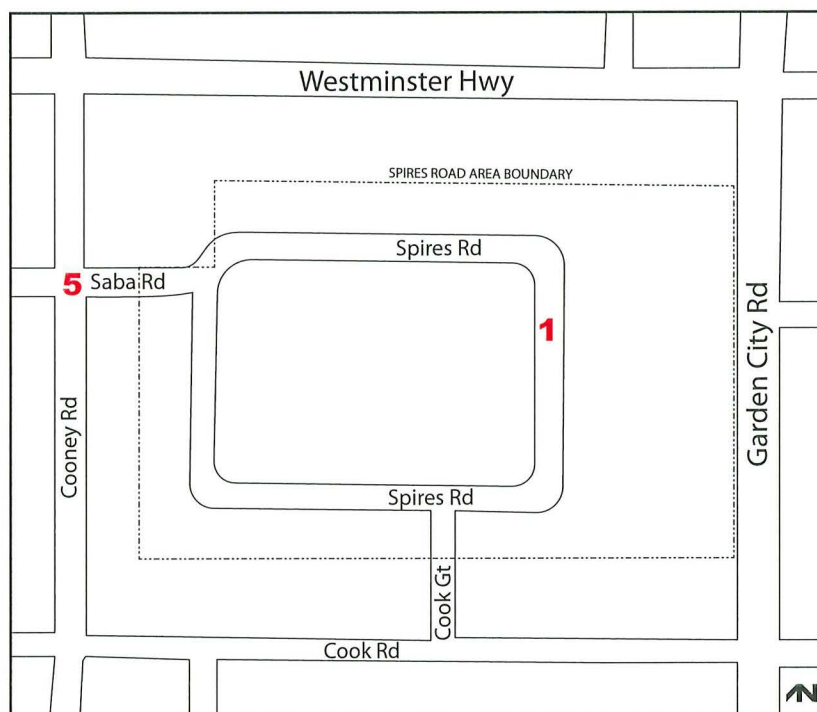 Westminster Hwy
SPIRES ROAD AREA BOUNDARY
Spires Rd
5
Saba Rd
1
Garden City Rd
Cooney Rd
Spires Rd
Cook Gt
Cook Rd
N